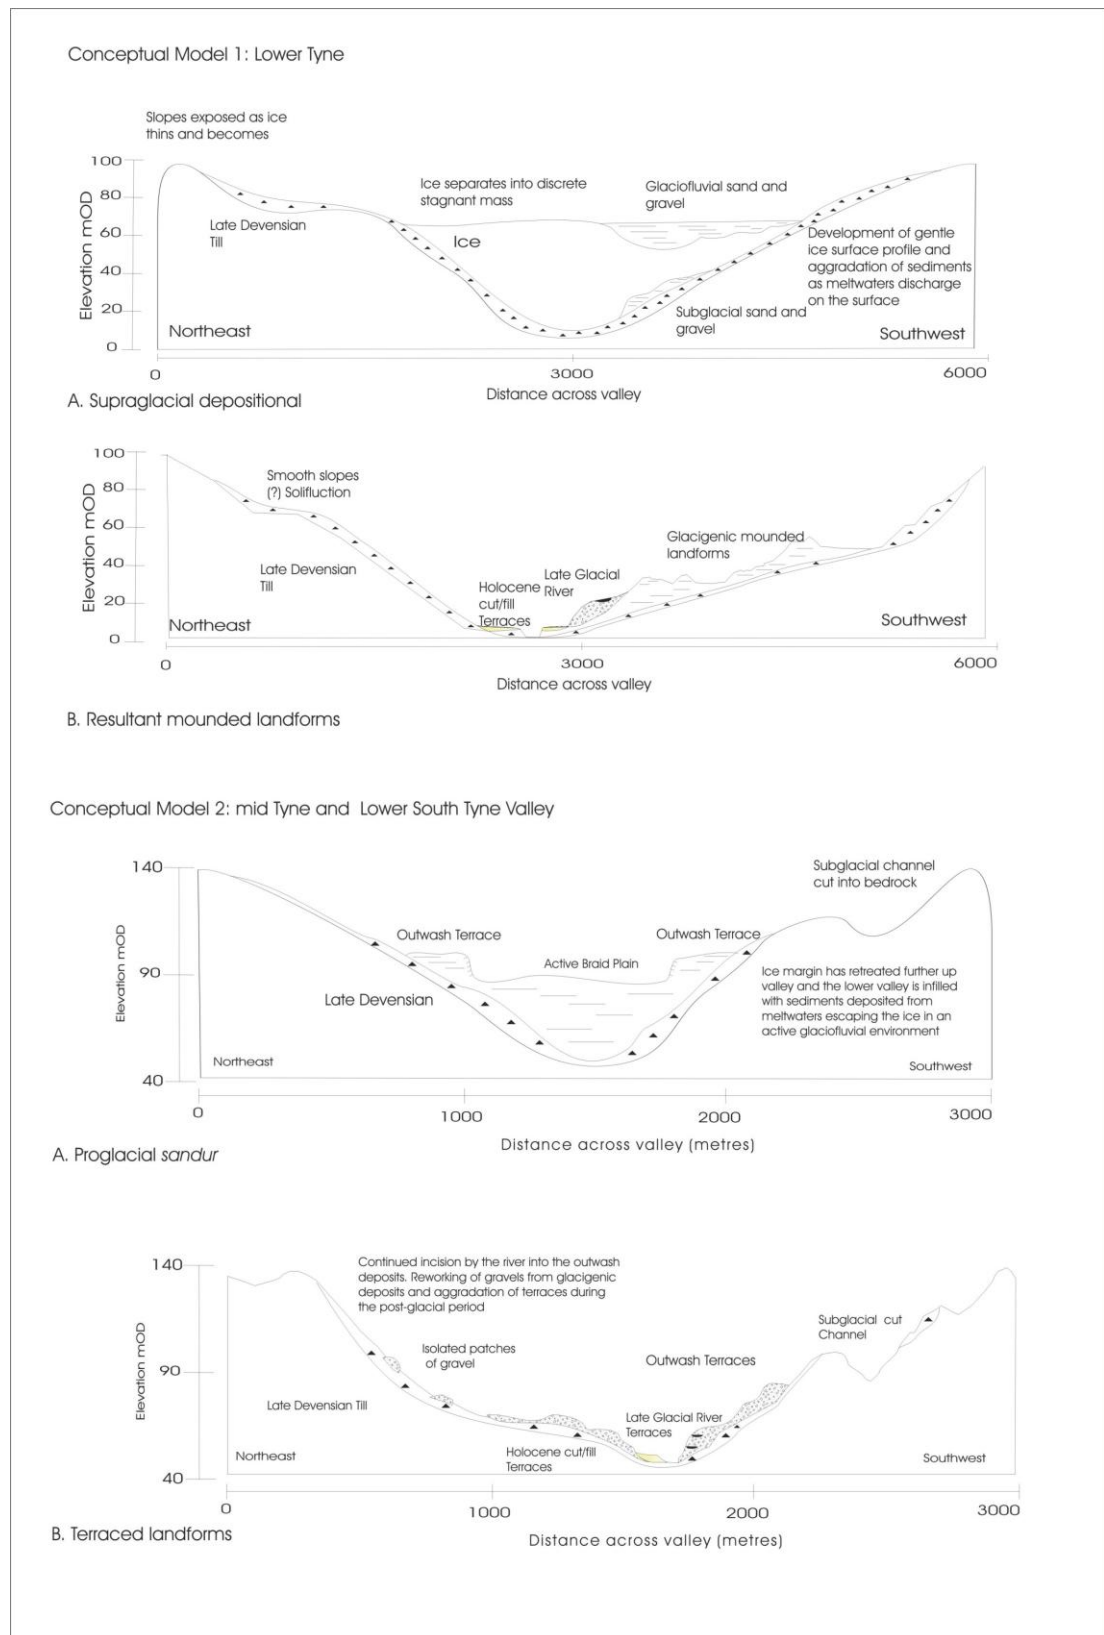 Conceptual Model 1: Lower Tyne
Slopes exposed as ice
thins and becomes
Elevation mOD
100
80
60
40
20
0
Late Devensian
Till
Ice separates into discrete
stagnant mass
Ice
Glaciofluvial sand and
gravel
Development of gentle
ice surface profile and
aggradation of sediments
as meltwaters discharge
on the surface
Subglacial sand and
gravel
Northeast
Southwest
0
3000
6000
Distance across valley
A. Supraglacial depositional
Elevation mOD
100
80
60
40
20
0
Smooth slopes
(?) Solifluction
Late Devensian
Till
Holocene
cut/fill
Terraces
Late Glacial
River
Glacigenic mounded
landforms
Northeast
Southwest
0
3000
6000
Distance across valley
B. Resultant mounded landforms
Conceptual Model 2: mid Tyne and Lower South Tyne Valley
Elevation mOD
140
90
40
Subglacial channel
cut into bedrock
Outwash Terrace
Active Braid Plain
Outwash Terrace
Late Devensian
Ice margin has retreated further up
valley and the lower valley is infilled
with sediments deposited from
meltwaters escaping the ice in an
active glaciofluvial environment
Northeast
Southwest
0
1000
2000
3000
Distance across valley (metres)
A. Proglacial sandur
Elevation mOD
140
90
40
Continued incision by the river into the outwash
deposits. Reworking of gravels from glacigenic
deposits and aggradation of terraces during
the post-glacial period
Isolated patches
of gravel
Subglacial cut
Channel
Outwash Terraces
Late Devensian Till
Late Glacial River
Terraces
Holocene cut/fill
Terraces
Northeast
Southwest
0
1000
2000
3000
Distance across valley (metres)
B. Terraced landforms